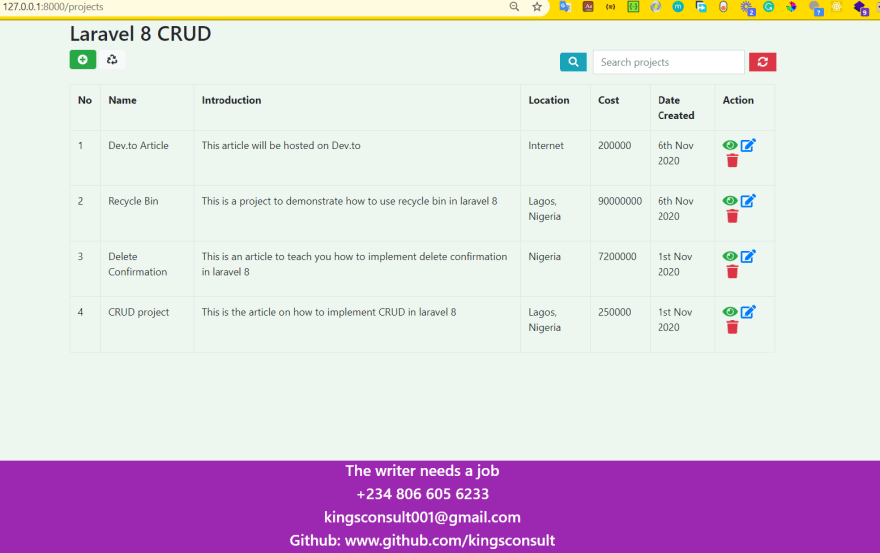 127.0.0.1:8000/projects
Laravel 8 CRUD
Search projects
No Name Introduction Location Cost Date Created Action
1 Dev.to Article This article will be hosted on Dev.to Internet 200000 6th Nov 2020
2 Recycle Bin This is a project to demonstrate how to use recycle bin in laravel 8 Lagos, Nigeria 90000000 6th Nov 2020
3 Delete Confirmation This is an article to teach you how to implement delete confirmation in laravel 8 Nigeria 7200000 1st Nov 2020
4 CRUD project This is the article on how to implement CRUD in laravel 8 Lagos, Nigeria 250000 1st Nov 2020
The writer needs a job
+234 806 605 6233
kingsconsult001@gmail.com
Github: www.github.com/kingsconsult